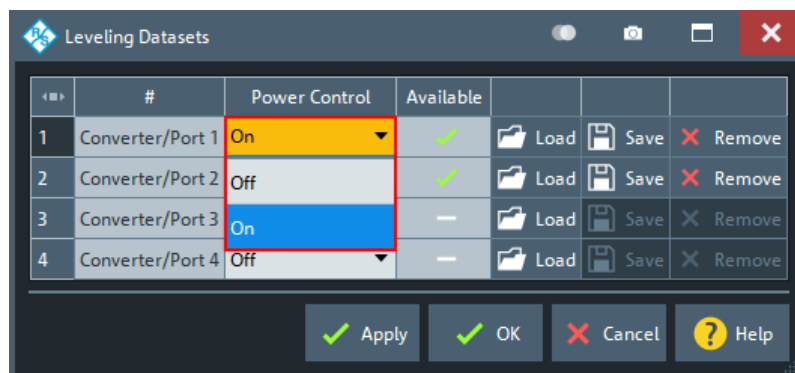 R&S Leveling Datasets
# Power Control Available
1 Converter/Port 1 On Load Save Remove
2 Converter/Port 2 Off Load Save Remove
3 Converter/Port 3 On Load Save Remove
4 Converter/Port 4 Off Load Save Remove
Apply OK Cancel ? Help